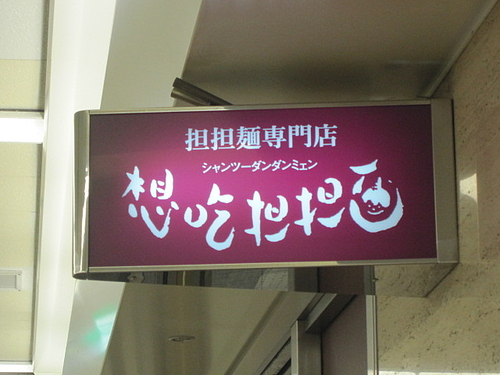 担担麺専門店
シャンツーダンダンミェン
想吃担担面